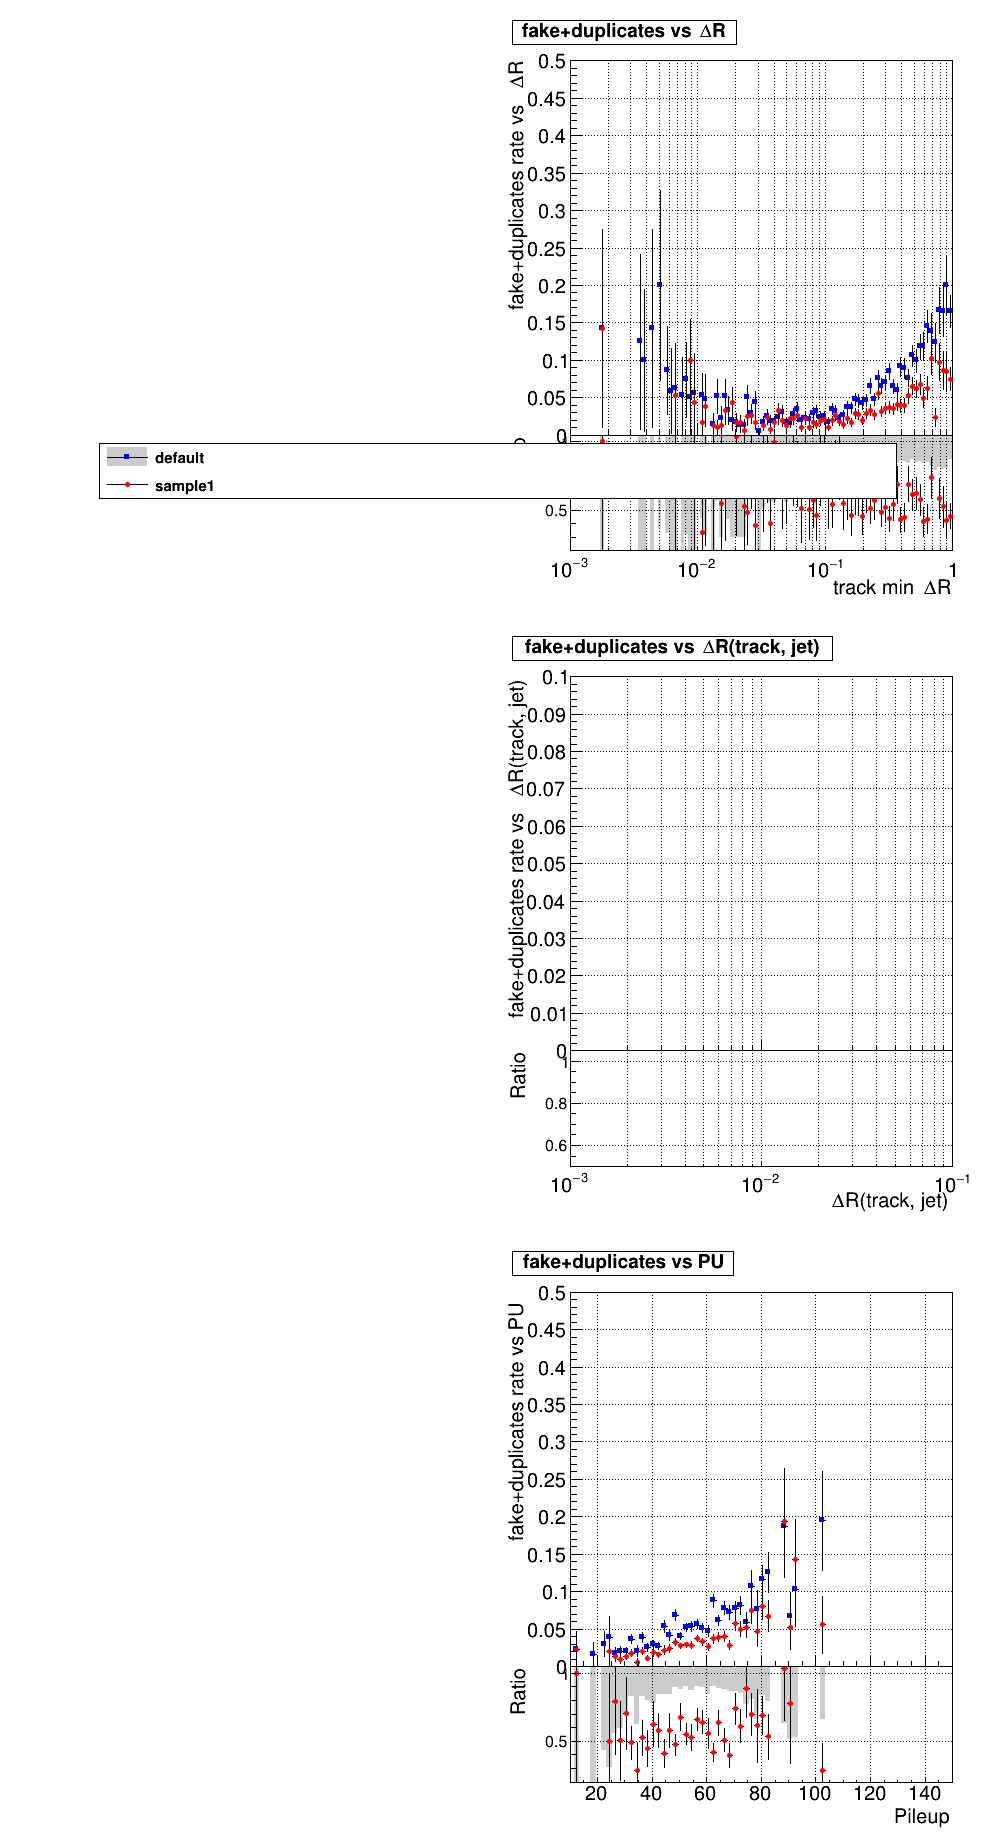 fake+duplicates vs ΔR
fake+duplicates rate vs ΔR
0.5
0.45
0.4
0.35
0.3
0.25
0.2
0.15
0.1
0.05
0
default
sample1
0.5
10⁻³ 10⁻² 10⁻¹ 1
track min ΔR
fake+duplicates vs ΔR(track, jet)
fake+duplicates rate vs ΔR(track, jet)
0.1
0.09
0.08
0.07
0.06
0.05
0.04
0.03
0.02
0.01
0
Ratio
1
0.8
0.6
10⁻³ 10⁻² 10⁻¹
ΔR(track, jet)
fake+duplicates vs PU
fake+duplicates rate vs PU
0.5
0.45
0.4
0.35
0.3
0.25
0.2
0.15
0.1
0.05
0
Ratio
1
0.5
20 40 60 80 100 120 140
Pileup